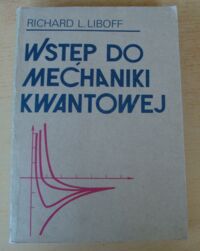 RICHARD L. LIBOFF
WSTĘP DO
MECHANIKI
KWANTOWEJ